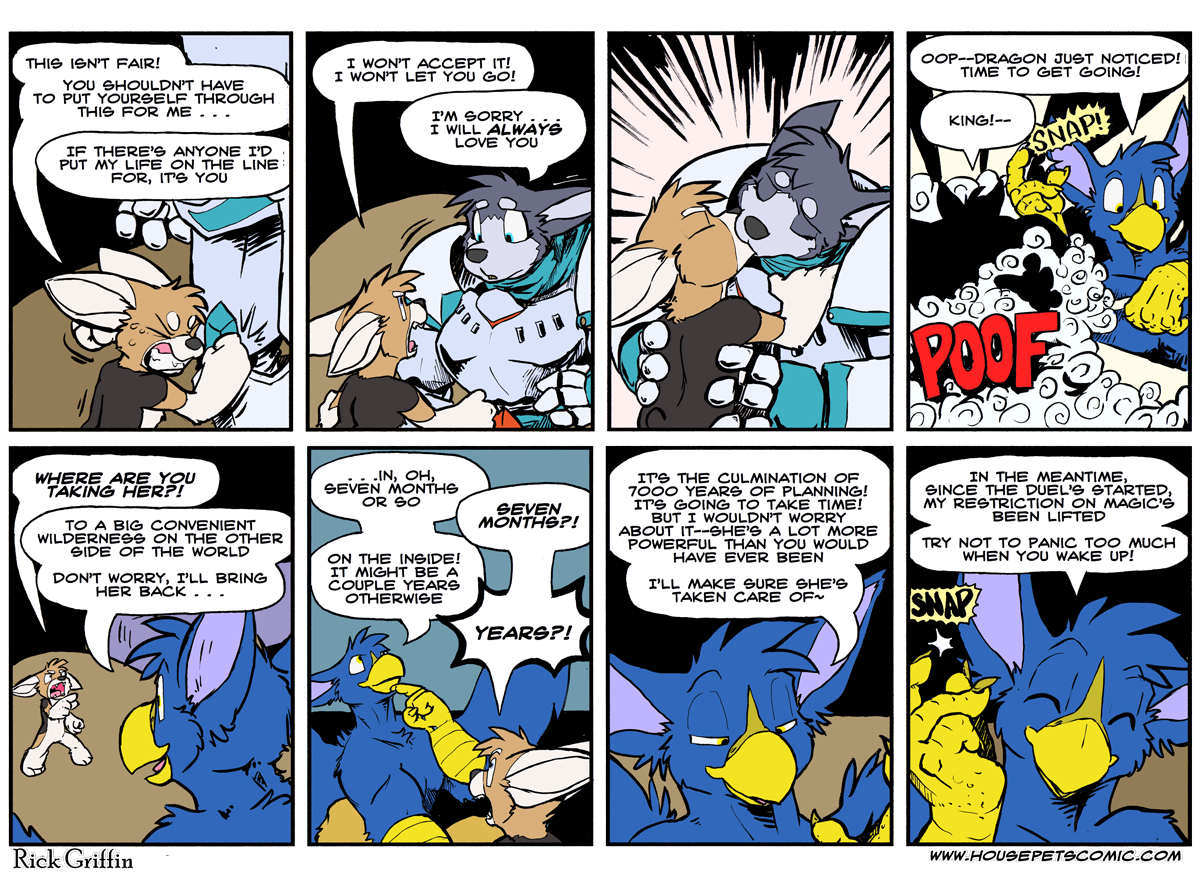 THIS ISN'T FAIR!
YOU SHOULDN'T HAVE
TO PUT YOURSELF THROUGH
THIS FOR ME . . .
IF THERE'S ANYONE I'D
PUT MY LIFE ON THE LINE
FOR, IT'S YOU
I WON'T ACCEPT IT!
I WON'T LET YOU GO!
I'M SORRY . . .
I WILL ALWAYS
LOVE YOU
OOP--DRAGON JUST NOTICED!
TIME TO GET GOING!
KING!--
SNAP!
POOF
WHERE ARE YOU
TAKING HER?!
TO A BIG CONVENIENT
WILDERNESS ON THE OTHER
SIDE OF THE WORLD
DON'T WORRY, I'LL BRING
HER BACK . . .
. . .IN, OH,
SEVEN MONTHS
OR SO
SEVEN
MONTHS?!
ON THE INSIDE!
IT MIGHT BE A
COUPLE YEARS
OTHERWISE
YEARS?!
IT'S THE CULMINATION OF
7000 YEARS OF PLANNING!
IT'S GOING TO TAKE TIME!
BUT I WOULDN'T WORRY
ABOUT IT--SHE'S A LOT MORE
POWERFUL THAN YOU WOULD
HAVE EVER BEEN
I'LL MAKE SURE SHE'S
TAKEN CARE OF~
IN THE MEANTIME,
SINCE THE DUEL'S STARTED,
MY RESTRICTION ON MAGIC'S
BEEN LIFTED
TRY NOT TO PANIC TOO MUCH
WHEN YOU WAKE UP!
SNAP
Rick Griffin
WWW.HOUSEPETSCOMIC.COM